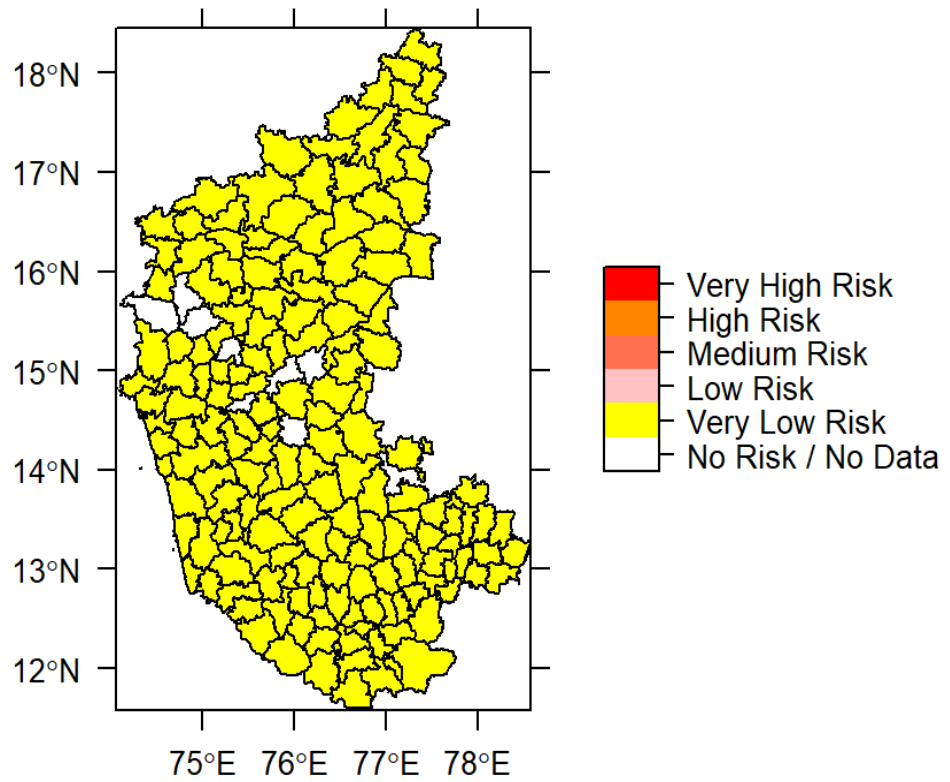 18°N
17°N
16°N
15°N
14°N
13°N
12°N
75°E 76°E 77°E 78°E
Very High Risk
High Risk
Medium Risk
Low Risk
Very Low Risk
No Risk / No Data